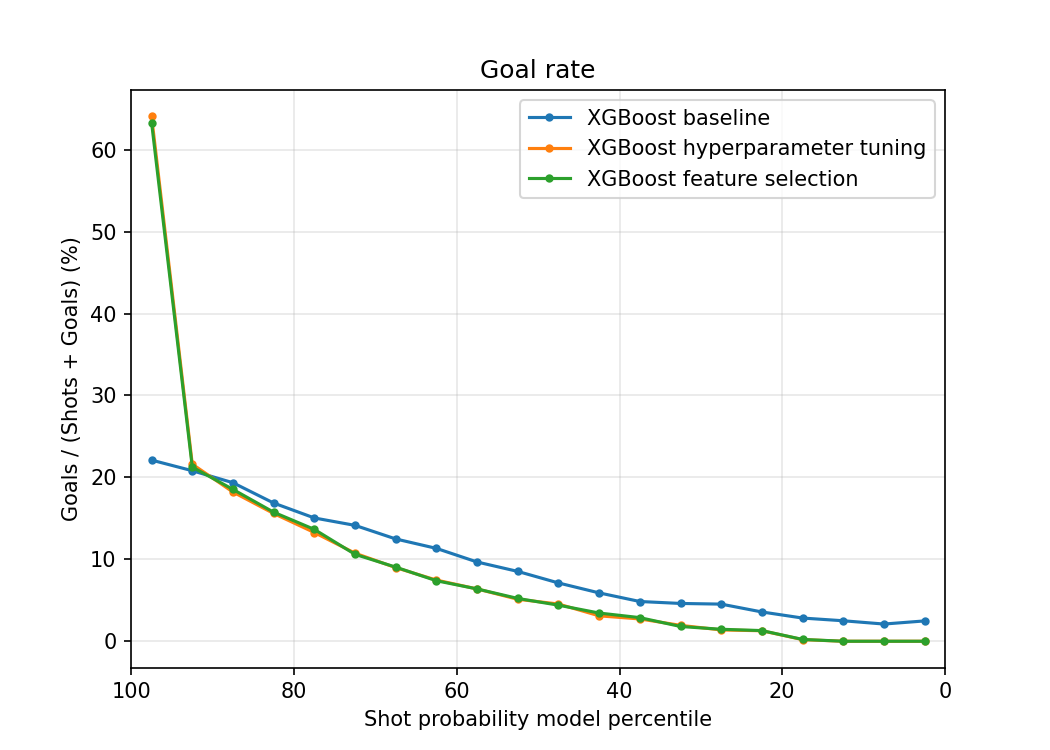 Goal rate
XGBoost baseline
XGBoost hyperparameter tuning
XGBoost feature selection
Goals / (Shots + Goals) (%)
60
50
40
30
20
10
0
100 80 60 40 20 0
Shot probability model percentile